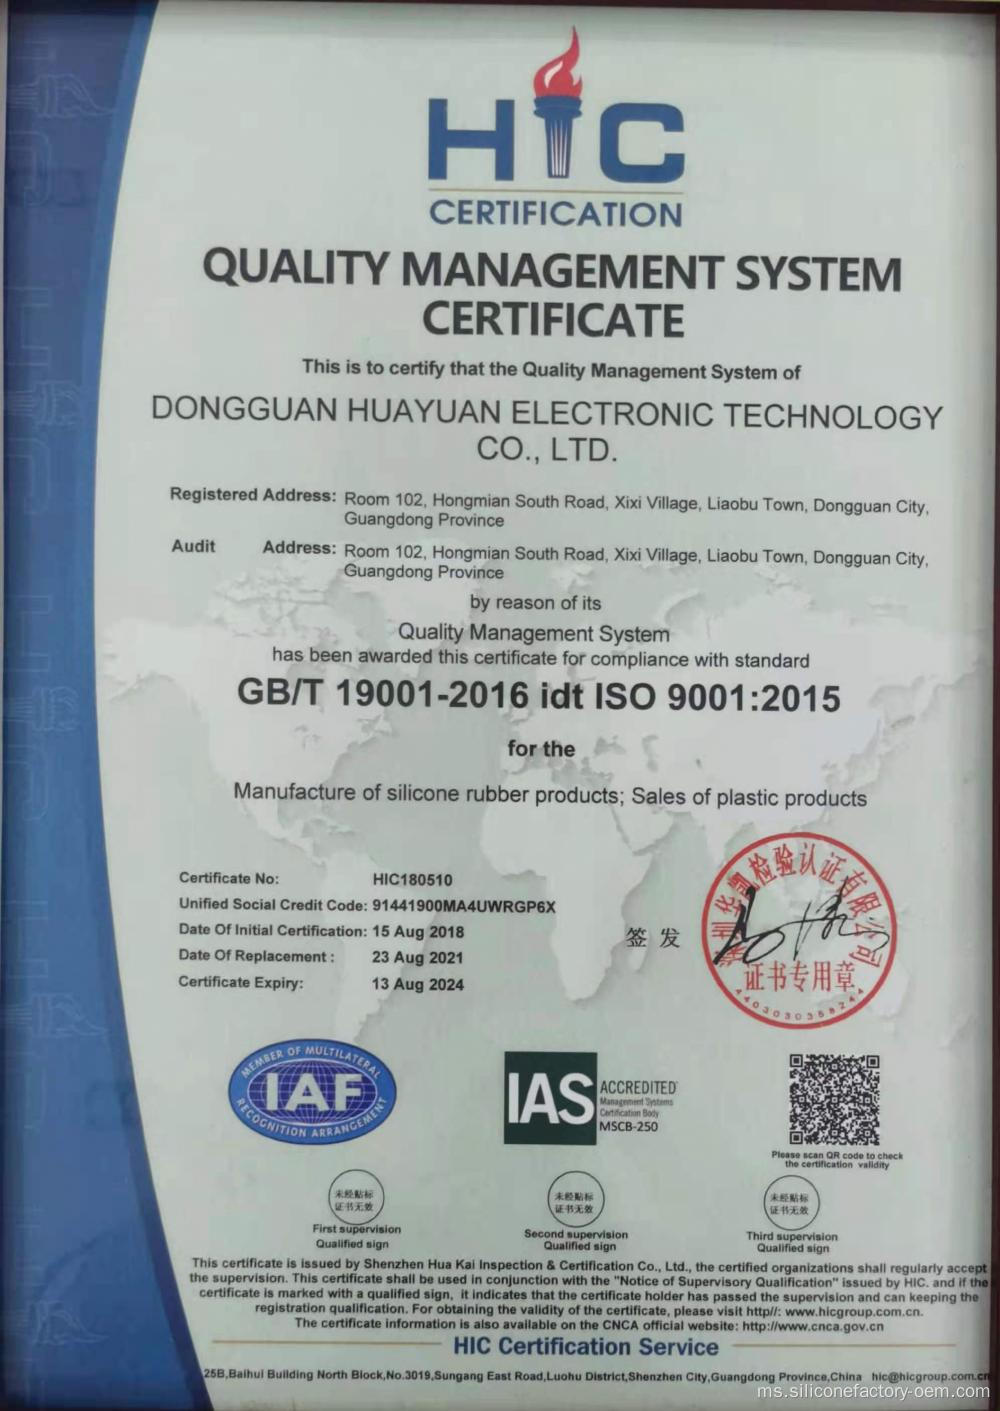 HIC
CERTIFICATION
QUALITY MANAGEMENT SYSTEM
CERTIFICATE
This is to certify that the Quality Management System of
DONGGUAN HUAYUAN ELECTRONIC TECHNOLOGY
CO., LTD.
Registered Address: Room 102, Hongmian South Road, Xixi Village, Liaobu Town, Dongguan City,
Guangdong Province
Audit Address: Room 102, Hongmian South Road, Xixi Village, Liaobu Town, Dongguan City,
Guangdong Province
by reason of its
Quality Management System
has been awarded this certificate for compliance with standard
GB/T 19001-2016 idt ISO 9001:2015
for the
Manufacture of silicone rubber products; Sales of plastic products
Certificate No: HIC180510
Unified Social Credit Code: 91441900MA4UWRGP6X
Date Of Initial Certification: 15 Aug 2018
Date Of Replacement : 23 Aug 2021
Certificate Expiry: 13 Aug 2024
签 发
深圳华凯检验认证有限公司
证书专用章
MEMBER OF MULTILATERAL
IAF
RECOGNITION ARRANGEMENT
IAS
ACCREDITED
Management Systems
Certification Body
MSCB-250
Please scan QR code to check
the certification validity
未经贴标
证书无效
First supervision
Qualified sign
未经贴标
证书无效
Second supervision
Qualified sign
未经贴标
证书无效
Third supervision
Qualified sign
This certificate is issued by Shenzhen Hua Kai Inspection & Certification Co., Ltd., the certified organizations shall regularly accept
the supervision. This certificate shall be used in conjunction with the "Notice of Supervisory Qualification" issued by HIC. and if the
certificate is marked with a qualified sign, it indicates that the certificate holder has passed the supervision and can keeping the
registration qualification. For obtaining the validity of the certificate, please visit http//: www.hicgroup.com.cn.
The certificate information is also available on the CNCA official website: http://www.cnca.gov.cn
HIC Certification Service
25B,Baihui Building North Block,No.3019,Sungang East Road,Luohu District,Shenzhen City,Guangdong Province,China hic@hicgroup.com.cn
ms.siliconefactory-oem.com